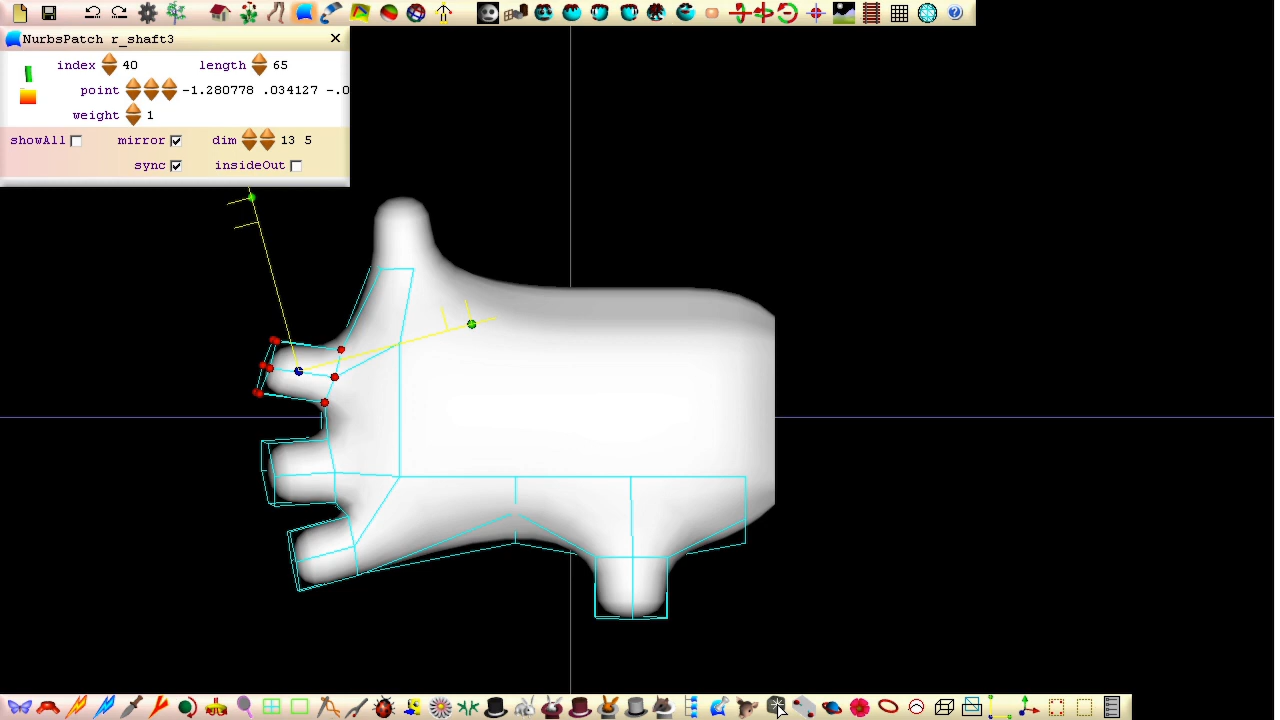 NurbsPatch r_shaft3
index 40 length 65
point -1.280778 .034127 -.0
weight 1
showAll mirror dim 13 5
sync insideOut